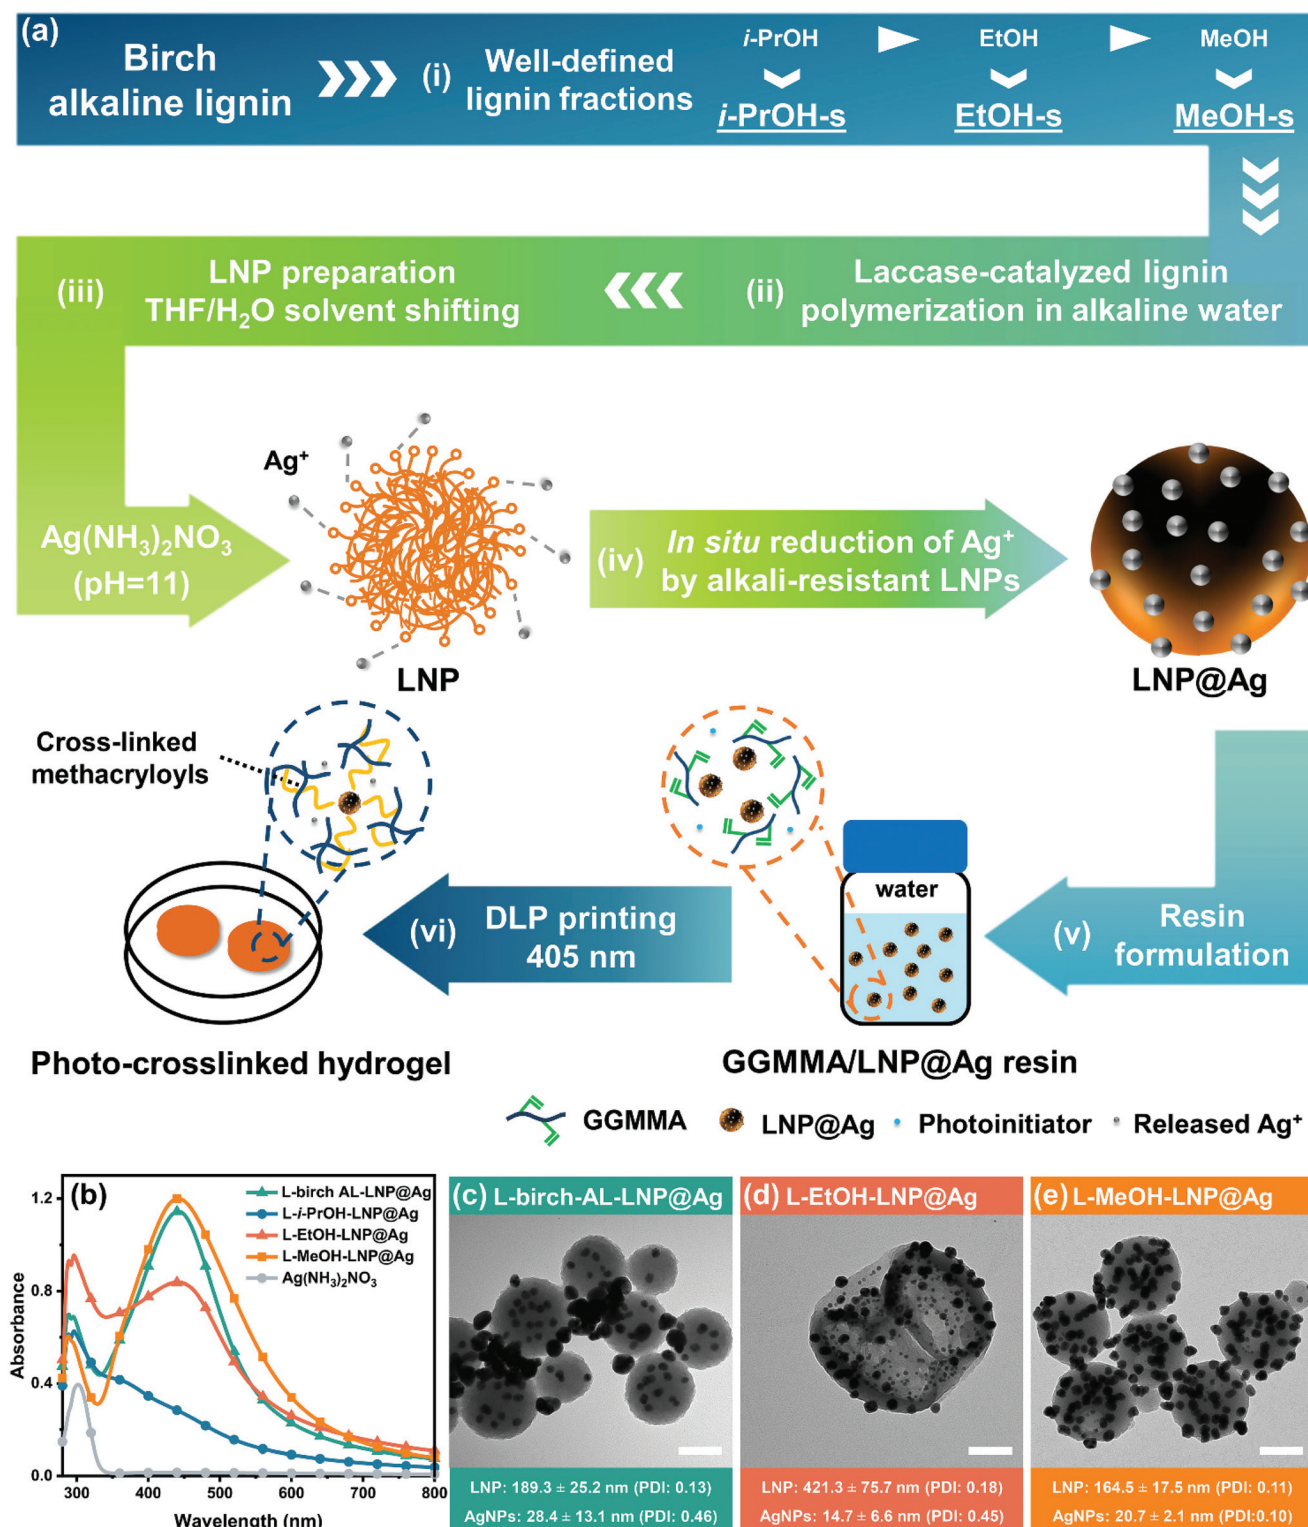 (a)
Birch
alkaline lignin
(i)
Well-defined
lignin fractions
i-PrOH
EtOH
MeOH
i-PrOH-s
EtOH-s
MeOH-s
(iii)
LNP preparation
THF/H₂O solvent shifting
(ii)
Laccase-catalyzed lignin
polymerization in alkaline water
Ag⁺
Ag(NH₃)₂NO₃
(pH=11)
LNP
(iv)
In situ reduction of Ag⁺
by alkali-resistant LNPs
LNP@Ag
Cross-linked
methacryloyls
water
(vi)
DLP printing
405 nm
(v)
Resin
formulation
Photo-crosslinked hydrogel
GGMMA/LNP@Ag resin
GGMMA
LNP@Ag
Photoinitiator
Released Ag⁺
(b)
L-birch AL-LNP@Ag
L-i-PrOH-LNP@Ag
L-EtOH-LNP@Ag
L-MeOH-LNP@Ag
Ag(NH₃)₂NO₃
Absorbance
1.2
0.8
0.4
0.0
300 400 500 600 700 800
Wavelength (nm)
(c) L-birch-AL-LNP@Ag
LNP: 189.3 ± 25.2 nm (PDI: 0.13)
AgNPs: 28.4 ± 13.1 nm (PDI: 0.46)
(d) L-EtOH-LNP@Ag
LNP: 421.3 ± 75.7 nm (PDI: 0.18)
AgNPs: 14.7 ± 6.6 nm (PDI: 0.45)
(e) L-MeOH-LNP@Ag
LNP: 164.5 ± 17.5 nm (PDI: 0.11)
AgNPs: 20.7 ± 2.1 nm (PDI:0.10)